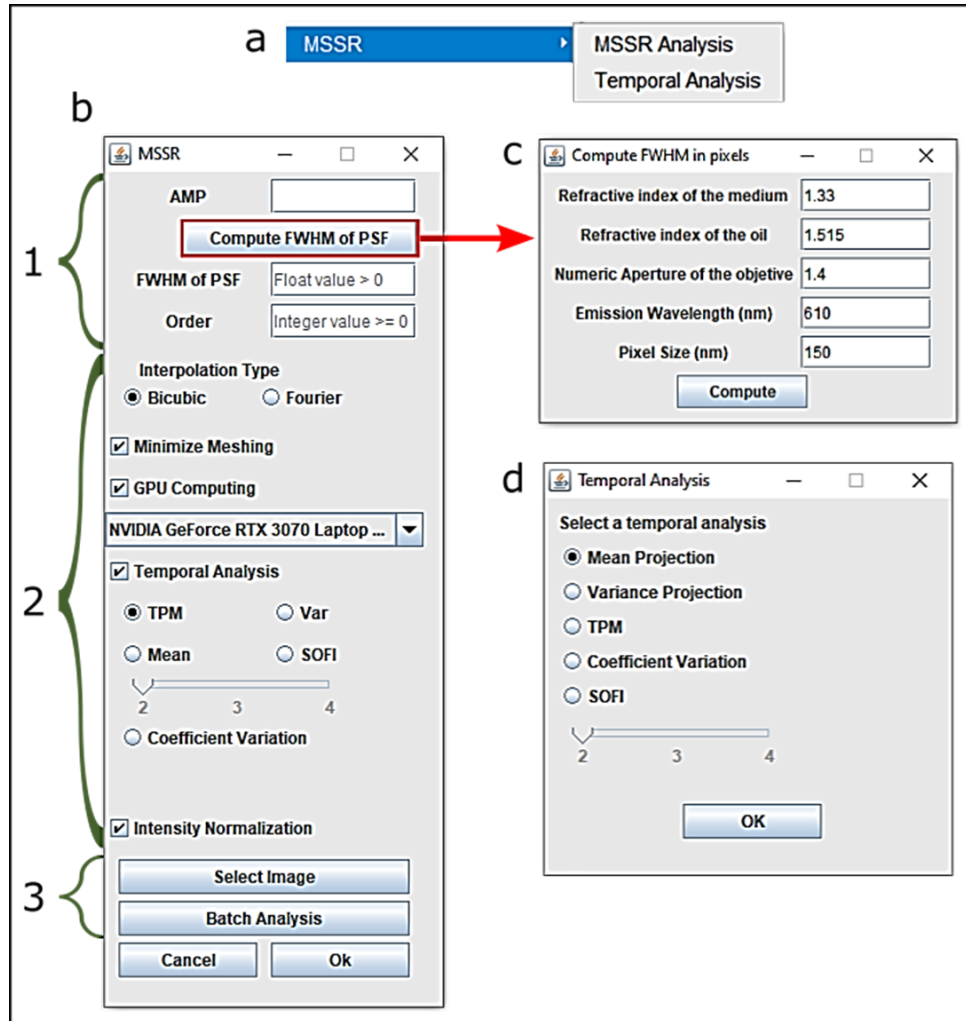 a
MSSR
MSSR Analysis
Temporal Analysis
b
MSSR
1
AMP
Compute FWHM of PSF
FWHM of PSF Float value > 0
Order Integer value >= 0
2
Interpolation Type
Bicubic Fourier
Minimize Meshing
GPU Computing
NVIDIA GeForce RTX 3070 Laptop ...
Temporal Analysis
TPM Var
Mean SOFI
2 3 4
Coefficient Variation
Intensity Normalization
3
Select Image
Batch Analysis
Cancel Ok
c
Compute FWHM in pixels
Refractive index of the medium 1.33
Refractive index of the oil 1.515
Numeric Aperture of the objetive 1.4
Emission Wavelength (nm) 610
Pixel Size (nm) 150
Compute
d
Temporal Analysis
Select a temporal analysis
Mean Projection
Variance Projection
TPM
Coefficient Variation
SOFI
2 3 4
OK